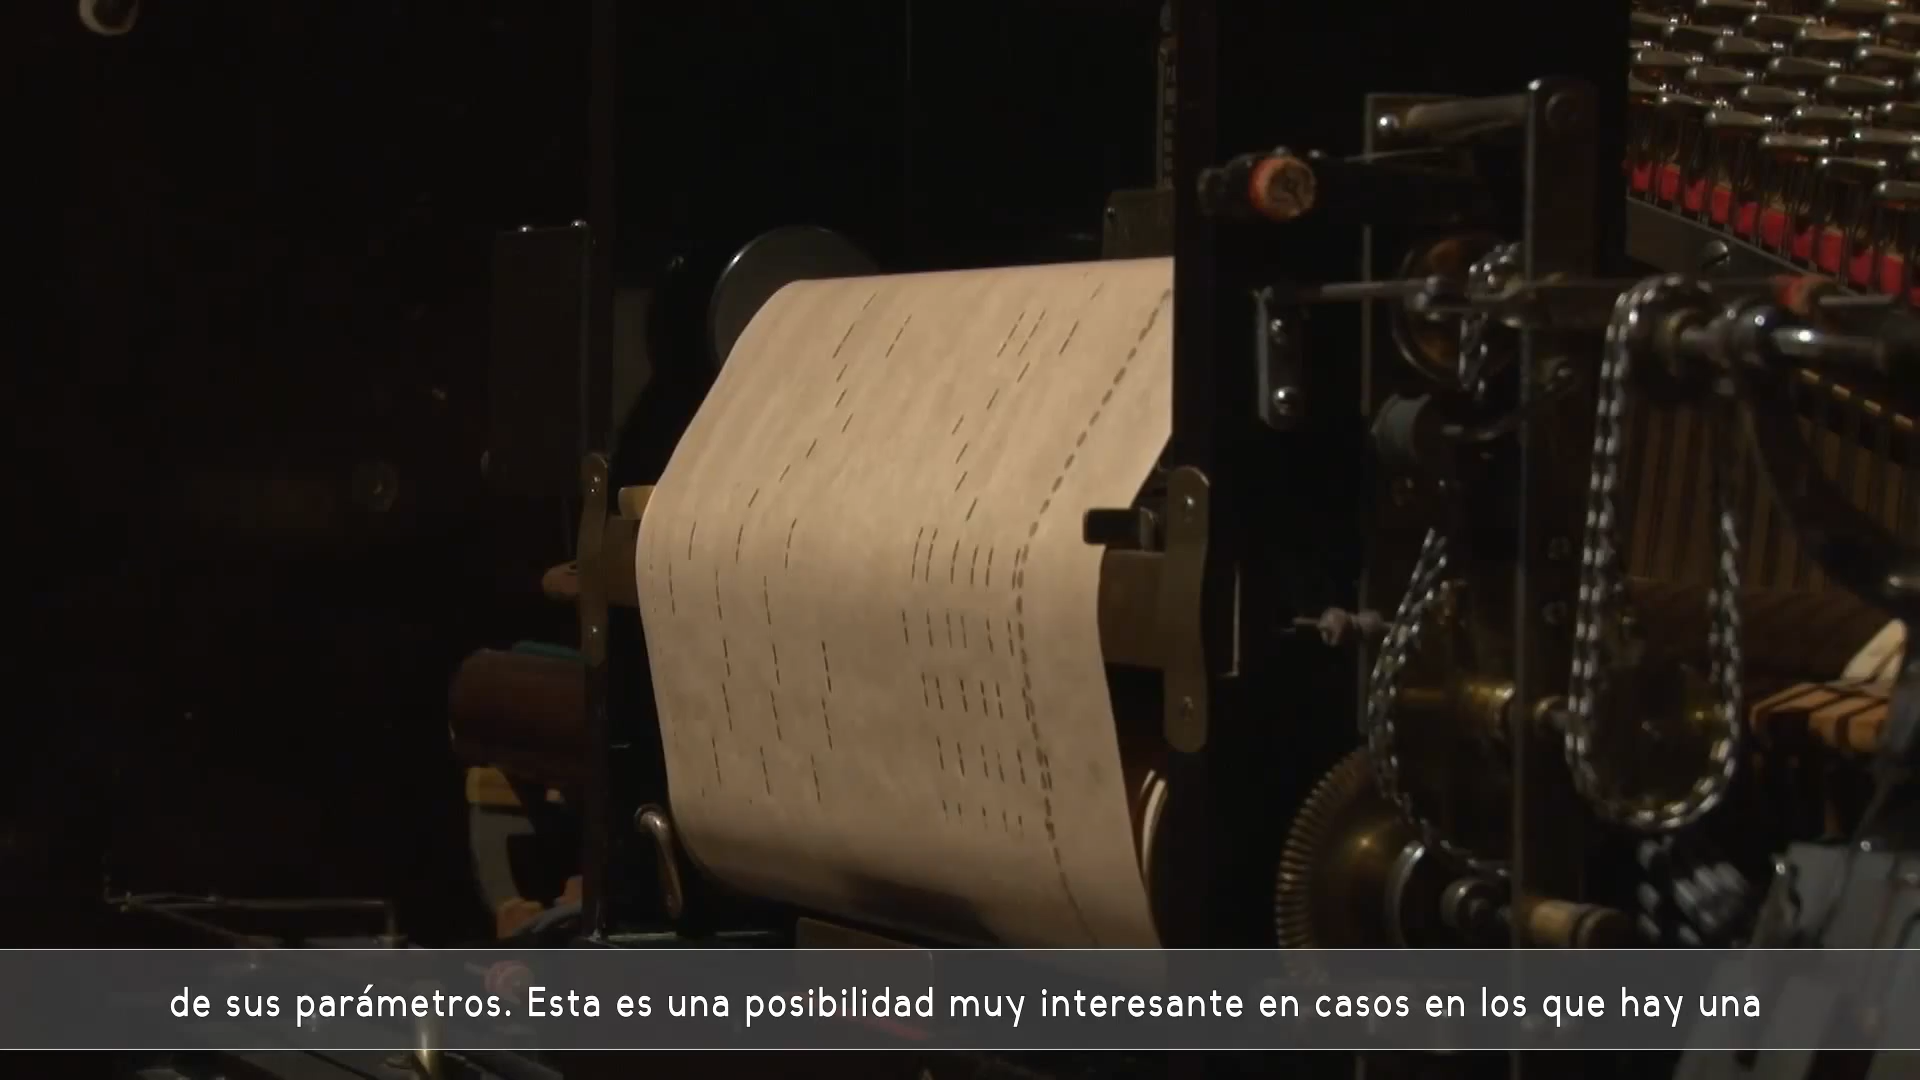 de sus parámetros. Esta es una posibilidad muy interesante en casos en los que hay una